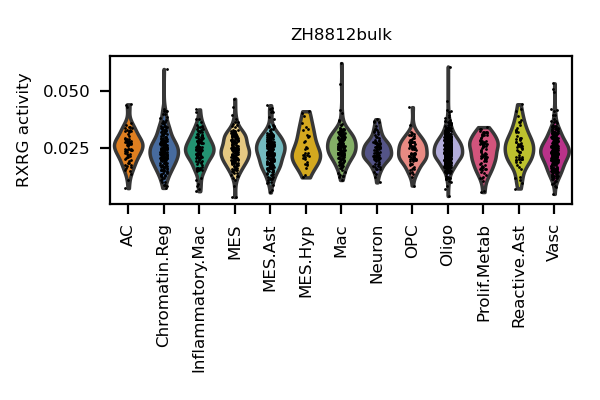 ZH8812bulk
RXRG activity
0.050
0.025
AC
Chromatin.Reg
Inflammatory.Mac
MES
MES.Ast
MES.Hyp
Mac
Neuron
OPC
Oligo
Prolif.Metab
Reactive.Ast
Vasc